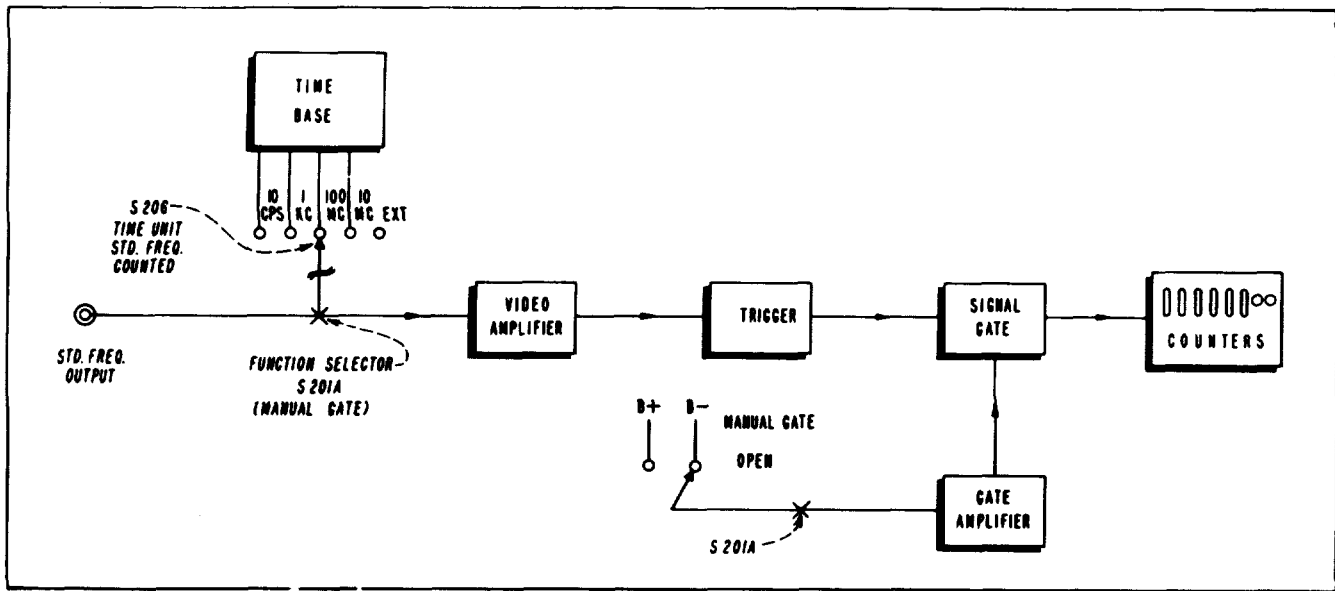 TIME
BASE
10 1 100 10
CPS KC MC MC EXT
S 206
TIME UNIT
STD. FREQ.
COUNTED
STD. FREQ.
OUTPUT
FUNCTION SELECTOR
S 201A
(MANUAL GATE)
VIDEO
AMPLIFIER
TRIGGER
SIGNAL
GATE
COUNTERS
B+ B-
MANUAL GATE
OPEN
S 201A
GATE
AMPLIFIER